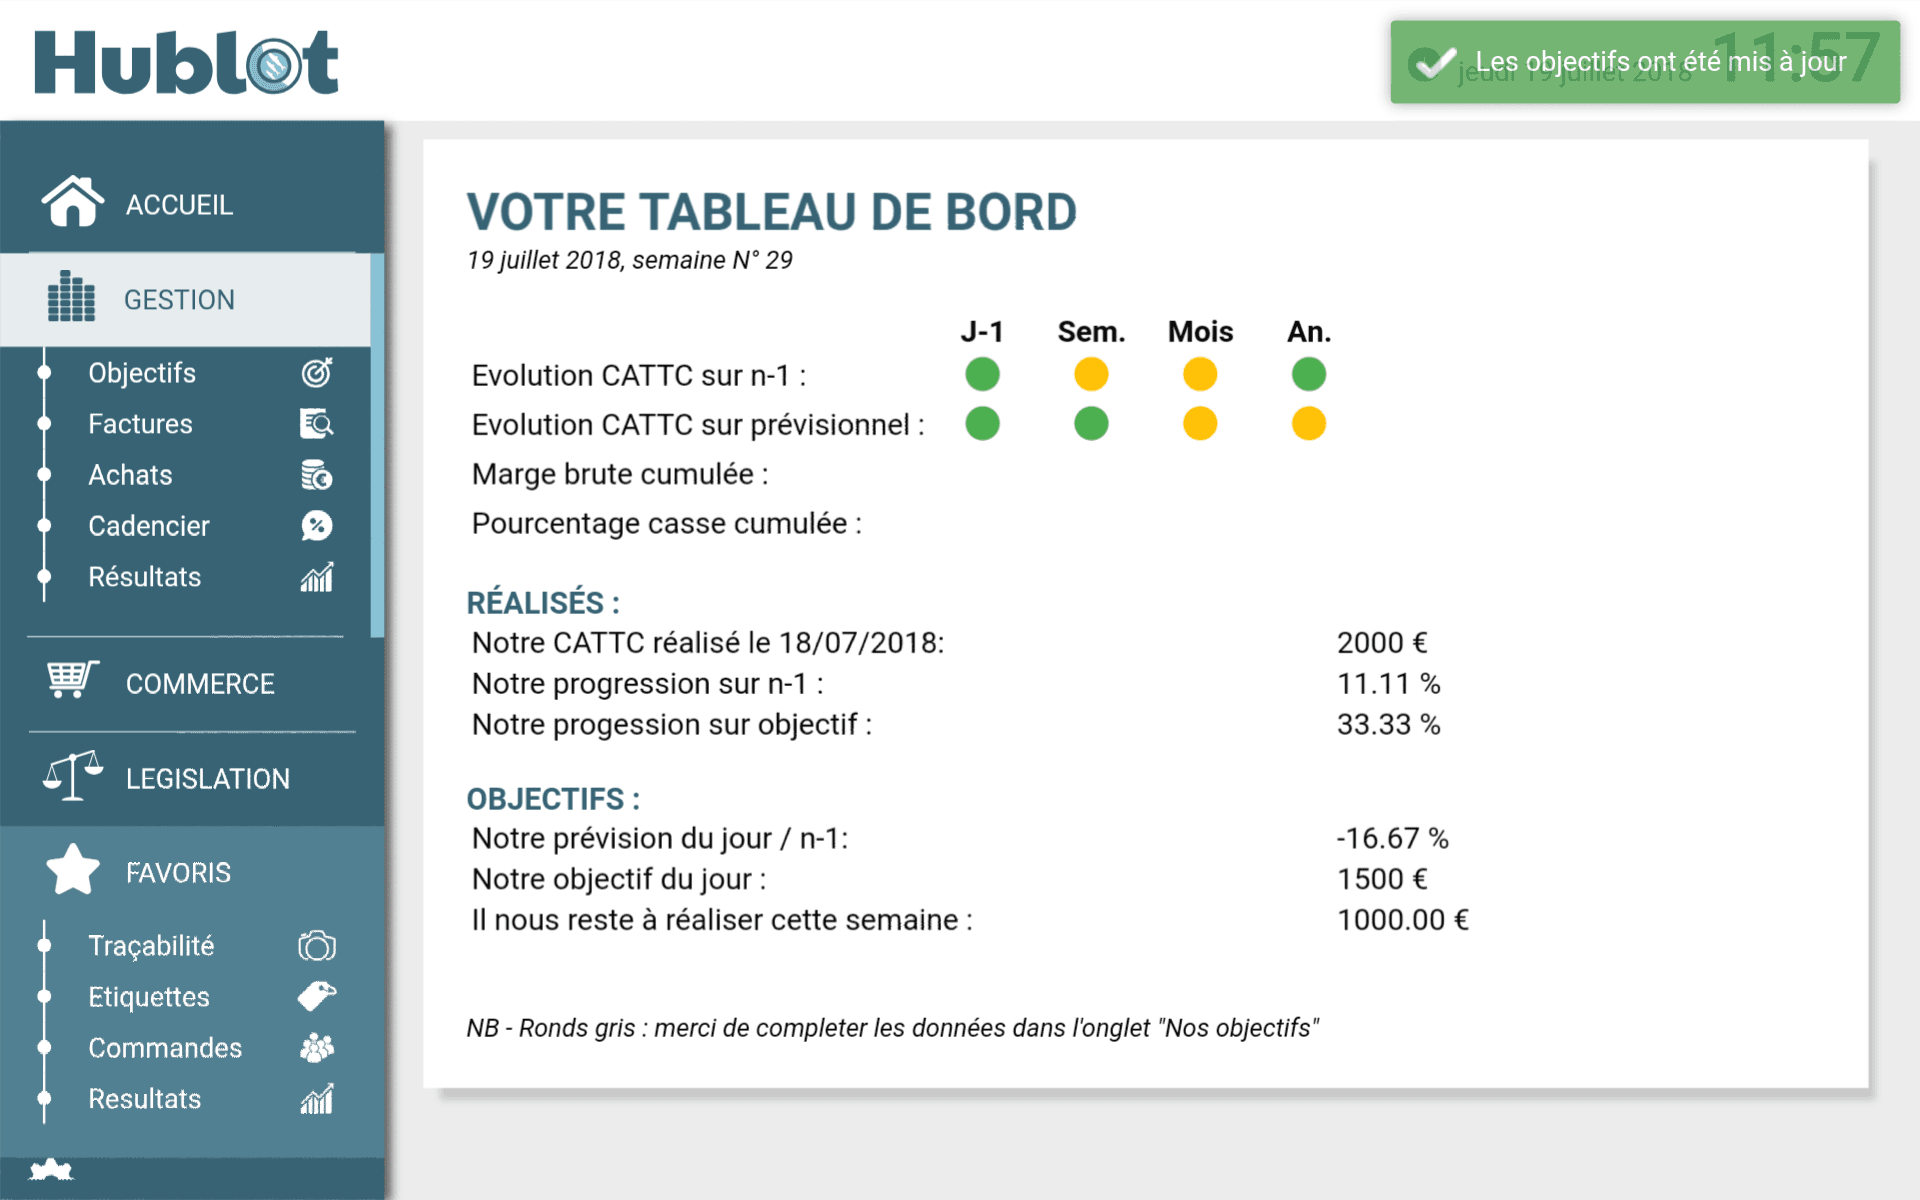 Hublot
Les objectifs ont été mis à jour
jeudi 19 juillet 2018
11:57
ACCUEIL
GESTION
Objectifs
Factures
Achats
Cadencier
Résultats
COMMERCE
LEGISLATION
FAVORIS
Traçabilité
Etiquettes
Commandes
Resultats
VOTRE TABLEAU DE BORD
19 juillet 2018, semaine N° 29
J-1 Sem. Mois An.
Evolution CATTC sur n-1 :
Evolution CATTC sur prévisionnel :
Marge brute cumulée :
Pourcentage casse cumulée :
RÉALISÉS :
Notre CATTC réalisé le 18/07/2018: 2000 €
Notre progression sur n-1 : 11.11 %
Notre progession sur objectif : 33.33 %
OBJECTIFS :
Notre prévision du jour / n-1: -16.67 %
Notre objectif du jour : 1500 €
Il nous reste à réaliser cette semaine : 1000.00 €
NB - Ronds gris : merci de completer les données dans l'onglet "Nos objectifs"